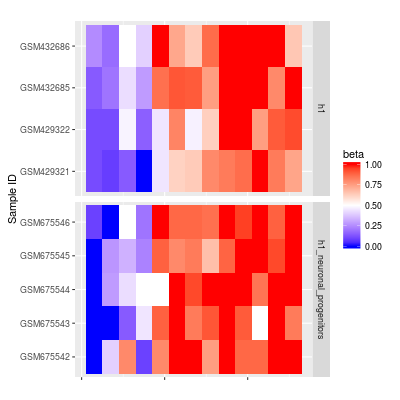 Sample ID
GSM432686
GSM432685
GSM429322
GSM429321
h1
GSM675546
GSM675545
GSM675544
GSM675543
GSM675542
h1_neuronal_progenitors
beta
1.00
0.75
0.50
0.25
0.00